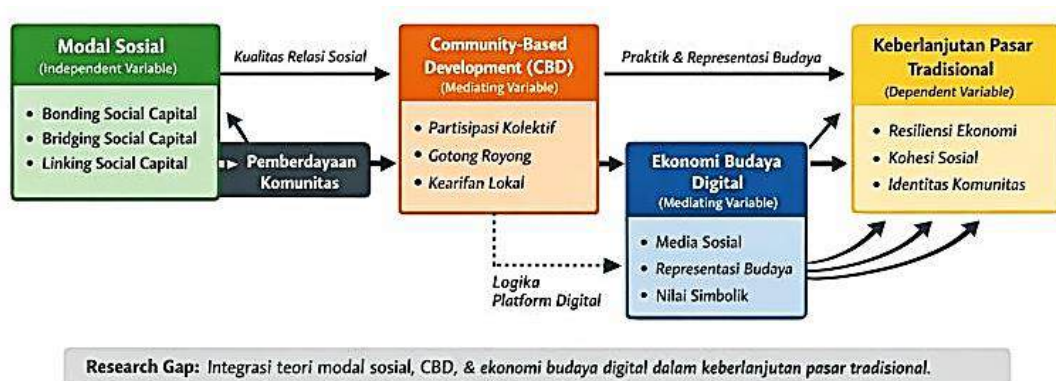 Modal Sosial
(Independent Variable)
• Bonding Social Capital
• Bridging Social Capital
• Linking Social Capital
Kualitas Relasi Sosial
Pemberdayaan
Komunitas
Community-Based
Development (CBD)
(Mediating Variable)
• Partisipasi Kolektif
• Gotong Royong
• Kearifan Lokal
Praktik & Representasi Budaya
Logika
Platform Digital
Ekonomi Budaya
Digital
(Mediating Variable)
• Media Sosial
• Representasi Budaya
• Nilai Simbolik
Keberlanjutan Pasar
Tradisional
(Dependent Variable)
• Resiliensi Ekonomi
• Kohesi Sosial
• Identitas Komunitas
Research Gap: Integrasi teori modal sosial, CBD, & ekonomi budaya digital dalam keberlanjutan pasar tradisional.